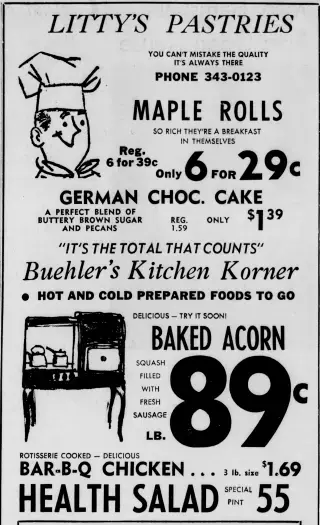 LITTY'S PASTRIES
YOU CAN'T MISTAKE THE QUALITY
IT'S ALWAYS THERE
PHONE 343-0123
MAPLE ROLLS
SO RICH THEY'RE A BREAKFAST
IN THEMSELVES
Reg.
6 for 39c
Only 6 FOR 29c
GERMAN CHOC. CAKE
A PERFECT BLEND OF
BUTTERY BROWN SUGAR
AND PECANS
REG.
1.59
ONLY $1 39
"IT'S THE TOTAL THAT COUNTS"
Buehler's Kitchen Korner
● HOT AND COLD PREPARED FOODS TO GO
DELICIOUS — TRY IT SOON!
BAKED ACORN
SQUASH
FILLED
WITH
FRESH
SAUSAGE
LB.
89c
ROTISSERIE COOKED — DELICIOUS
BAR-B-Q CHICKEN . . . 3 lb. size $1.69
HEALTH SALAD SPECIAL
PINT 55